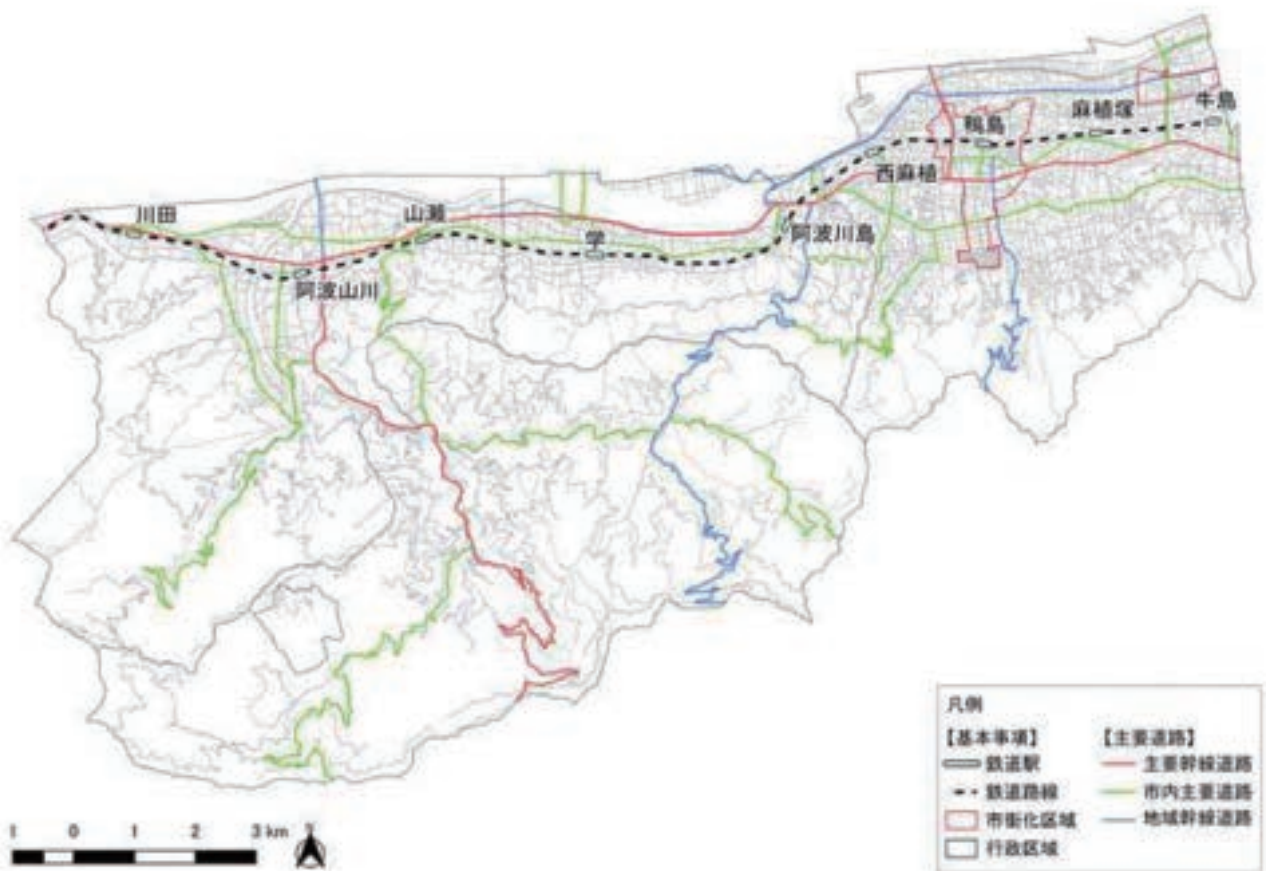 牛島
麻植塚
鴨島
西麻植
阿波川島
学
山瀬
川田
阿波山川
凡例
【基本事項】
鉄道駅
鉄道路線
市街化区域
行政区域
【主要道路】
主要幹線道路
市内主要道路
地域幹線道路
1 0 1 2 3 km